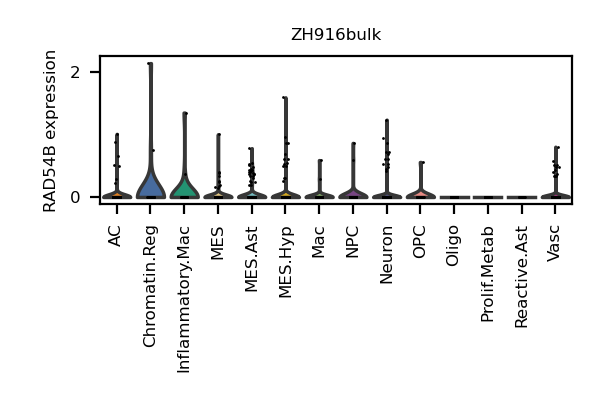 ZH916bulk
RAD54B expression
2
0
AC
Chromatin.Reg
Inflammatory.Mac
MES
MES.Ast
MES.Hyp
Mac
NPC
Neuron
OPC
Oligo
Prolif.Metab
Reactive.Ast
Vasc